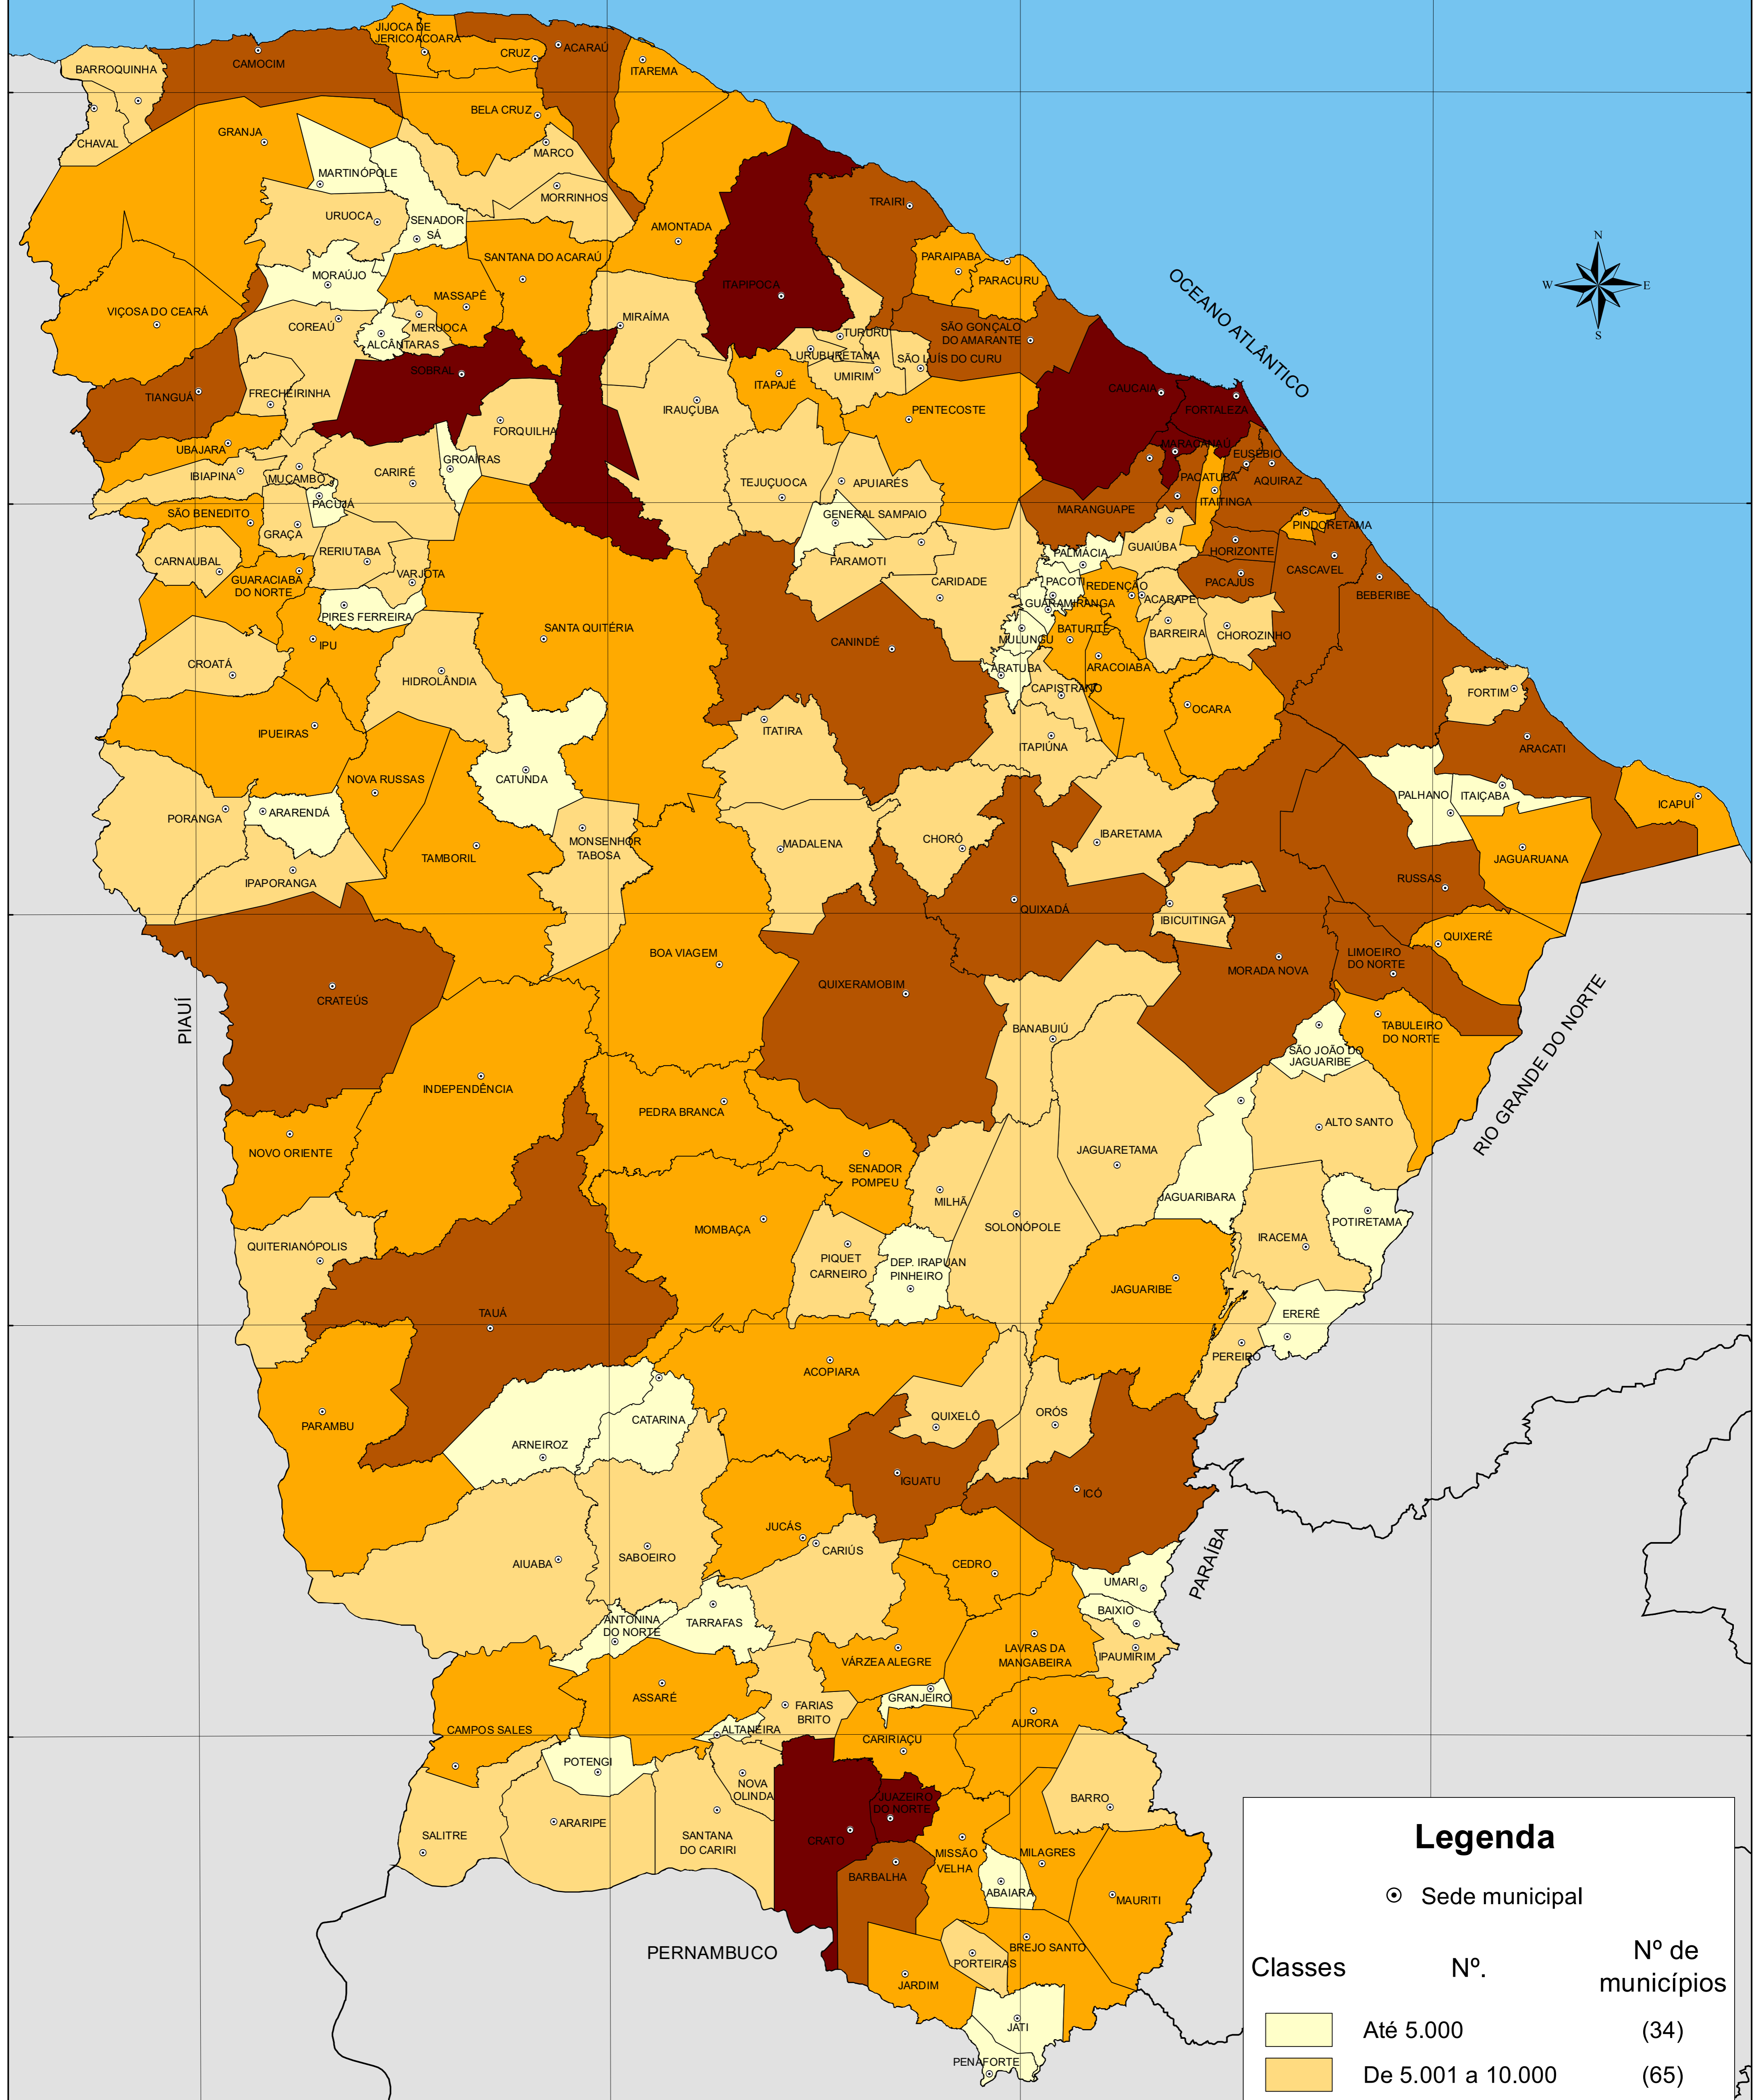 JIJOCA DE
JERICOACOARA
CRUZ
ACARAÚ
ITAREMA
BARROQUINHA
CAMOCIM
BELA CRUZ
GRANJA
CHAVAL
MARCO
MARTINÓPOLE
MORRINHOS
URUOCA
SENADOR
SÁ
TRAIRI
AMONTADA
SANTANA DO ACARAÚ
PARAIPABA
PARACURU
MORAÚJO
ITAPIPOCA
MASSAPÊ
VIÇOSA DO CEARÁ
COREAÚ
MERUOCA
ALCÂNTARAS
MIRAÍMA
TURURU
URUBURETAMA
SÃO GONÇALO
DO AMARANTE
SÃO LUÍS DO CURU
UMIRIM
SOBRAL
ITAPAJÉ
TIANGUÁ
FRECHEIRINHA
IRAUÇUBA
PENTECOSTE
CAUCAIA
FORTALEZA
OCEANO ATLÂNTICO
N
W
E
S
FORQUILHA
UBAJARA
MARACANAÚ
EUSÉBIO
GROAÍRAS
IBIAPINA
MUCAMBO
CARIRÉ
TEJUÇUOCA
APUIARÉS
PACATUBA
AQUIRAZ
ITAITINGA
PACUJÁ
SÃO BENEDITO
GENERAL SAMPAIO
MARANGUAPE
PINDORETAMA
GRAÇA
RERIUTABA
CARNAUBAL
PARAMOTI
PALMÁCIA
GUAIÚBA
HORIZONTE
VARJOTA
GUARACIABA
DO NORTE
CARIDADE
PACOTI
REDENÇÃO
PACAJUS
CASCAVEL
BEBERIBE
GUARAMIRANGA
ACARAPE
PIRES FERREIRA
SANTA QUITÉRIA
CANINDÉ
MULUNGU
BATURITÉ
BARREIRA
CHOROZINHO
IPU
CROATÁ
HIDROLÂNDIA
ARATUBA
ARACOIABA
CAPISTRANO
FORTIM
OCARA
IPUEIRAS
ITATIRA
ITAPIÚNA
ARACATI
NOVA RUSSAS
CATUNDA
PALHANO
ITAIÇABA
ICAPUÍ
PORANGA
ARARENDÁ
MONSENHOR
TABOSA
MADALENA
CHORÓ
IBARETAMA
TAMBORIL
JAGUARUANA
IPAPORANGA
RUSSAS
QUIXADÁ
IBICUITINGA
QUIXERÉ
BOA VIAGEM
LIMOEIRO
DO NORTE
MORADA NOVA
CRATEÚS
QUIXERAMOBIM
PIAUÍ
BANABUIÚ
TABULEIRO
DO NORTE
SÃO JOÃO DO
JAGUARIBE
RIO GRANDE DO NORTE
INDEPENDÊNCIA
PEDRA BRANCA
ALTO SANTO
NOVO ORIENTE
JAGUARETAMA
SENADOR
POMPEU
MILHÃ
JAGUARIBARA
POTIRETAMA
MOMBAÇA
SOLONÓPOLE
IRACEMA
QUITERIANÓPOLIS
PIQUET
CARNEIRO
DEP. IRAPUAN
PINHEIRO
JAGUARIBE
TAUÁ
ERERÊ
PEREIRO
ACOPIARA
PARAMBU
CATARINA
QUIXELÔ
ORÓS
ARNEIROZ
IGUATU
ICÓ
JUCÁS
CARIÚS
AIUABA
SABOEIRO
CEDRO
UMARI
PARAÍBA
BAIXIO
ANTONINA
DO NORTE
TARRAFAS
LAVRAS DA
MANGABEIRA
IPAUMIRIM
VÁRZEA ALEGRE
ASSARÉ
GRANJEIRO
FARIAS
BRITO
AURORA
CAMPOS SALES
ALTANEIRA
CARIRIAÇU
POTENGI
NOVA
OLINDA
JUAZEIRO
DO NORTE
BARRO
ARARIPE
SALITRE
SANTANA
DO CARIRI
CRATO
MISSÃO
VELHA
MILAGRES
BARBALHA
ABAIARA
MAURITI
PERNAMBUCO
BREJO SANTO
PORTEIRAS
JARDIM
JATI
PENAFORTE
Legenda
Sede municipal
Classes
Nº.
Nº de
municípios
Até 5.000
(34)
De 5.001 a 10.000
(65)